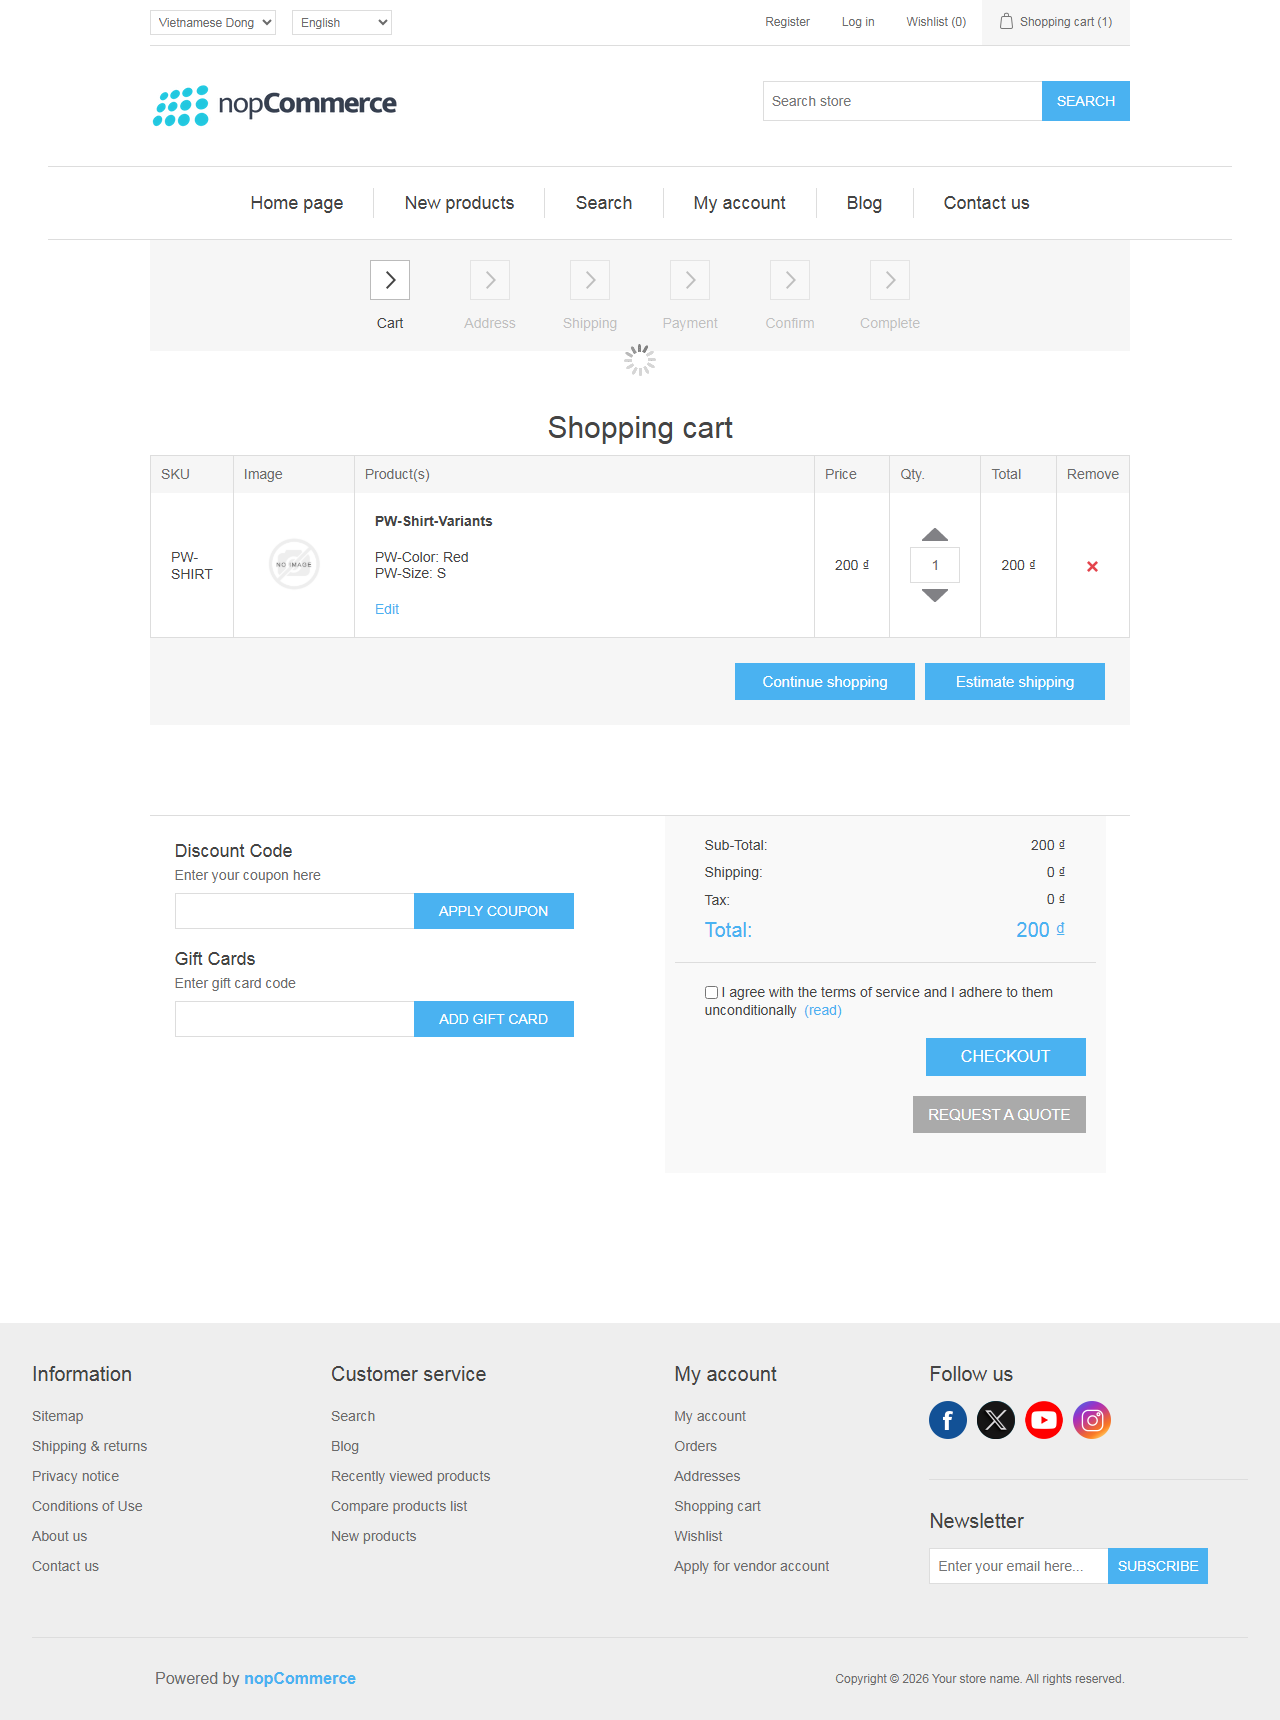 Vietnamese Dong English Register Log in Wishlist (0) Shopping cart (1)
nopCommerce Search store SEARCH
Home page New products Search My account Blog Contact us
Cart Address Shipping Payment Confirm Complete
Shopping cart
SKU Image Product(s) Price Qty. Total Remove
PW-Shirt-Variants
PW-SHIRT NO IMAGE PW-Color: Red 200 ₫ 1 200 ₫
PW-Size: S
Edit
Continue shopping Estimate shipping
Discount Code
Enter your coupon here
APPLY COUPON
Gift Cards
Enter gift card code
ADD GIFT CARD
Sub-Total: 200 ₫
Shipping: 0 ₫
Tax: 0 ₫
Total: 200 ₫
I agree with the terms of service and I adhere to them
unconditionally (read)
CHECKOUT
REQUEST A QUOTE
Information
Sitemap
Shipping & returns
Privacy notice
Conditions of Use
About us
Contact us
Customer service
Search
Blog
Recently viewed products
Compare products list
New products
My account
My account
Orders
Addresses
Shopping cart
Wishlist
Apply for vendor account
Follow us
Newsletter
Enter your email here... SUBSCRIBE
Powered by nopCommerce Copyright © 2026 Your store name. All rights reserved.